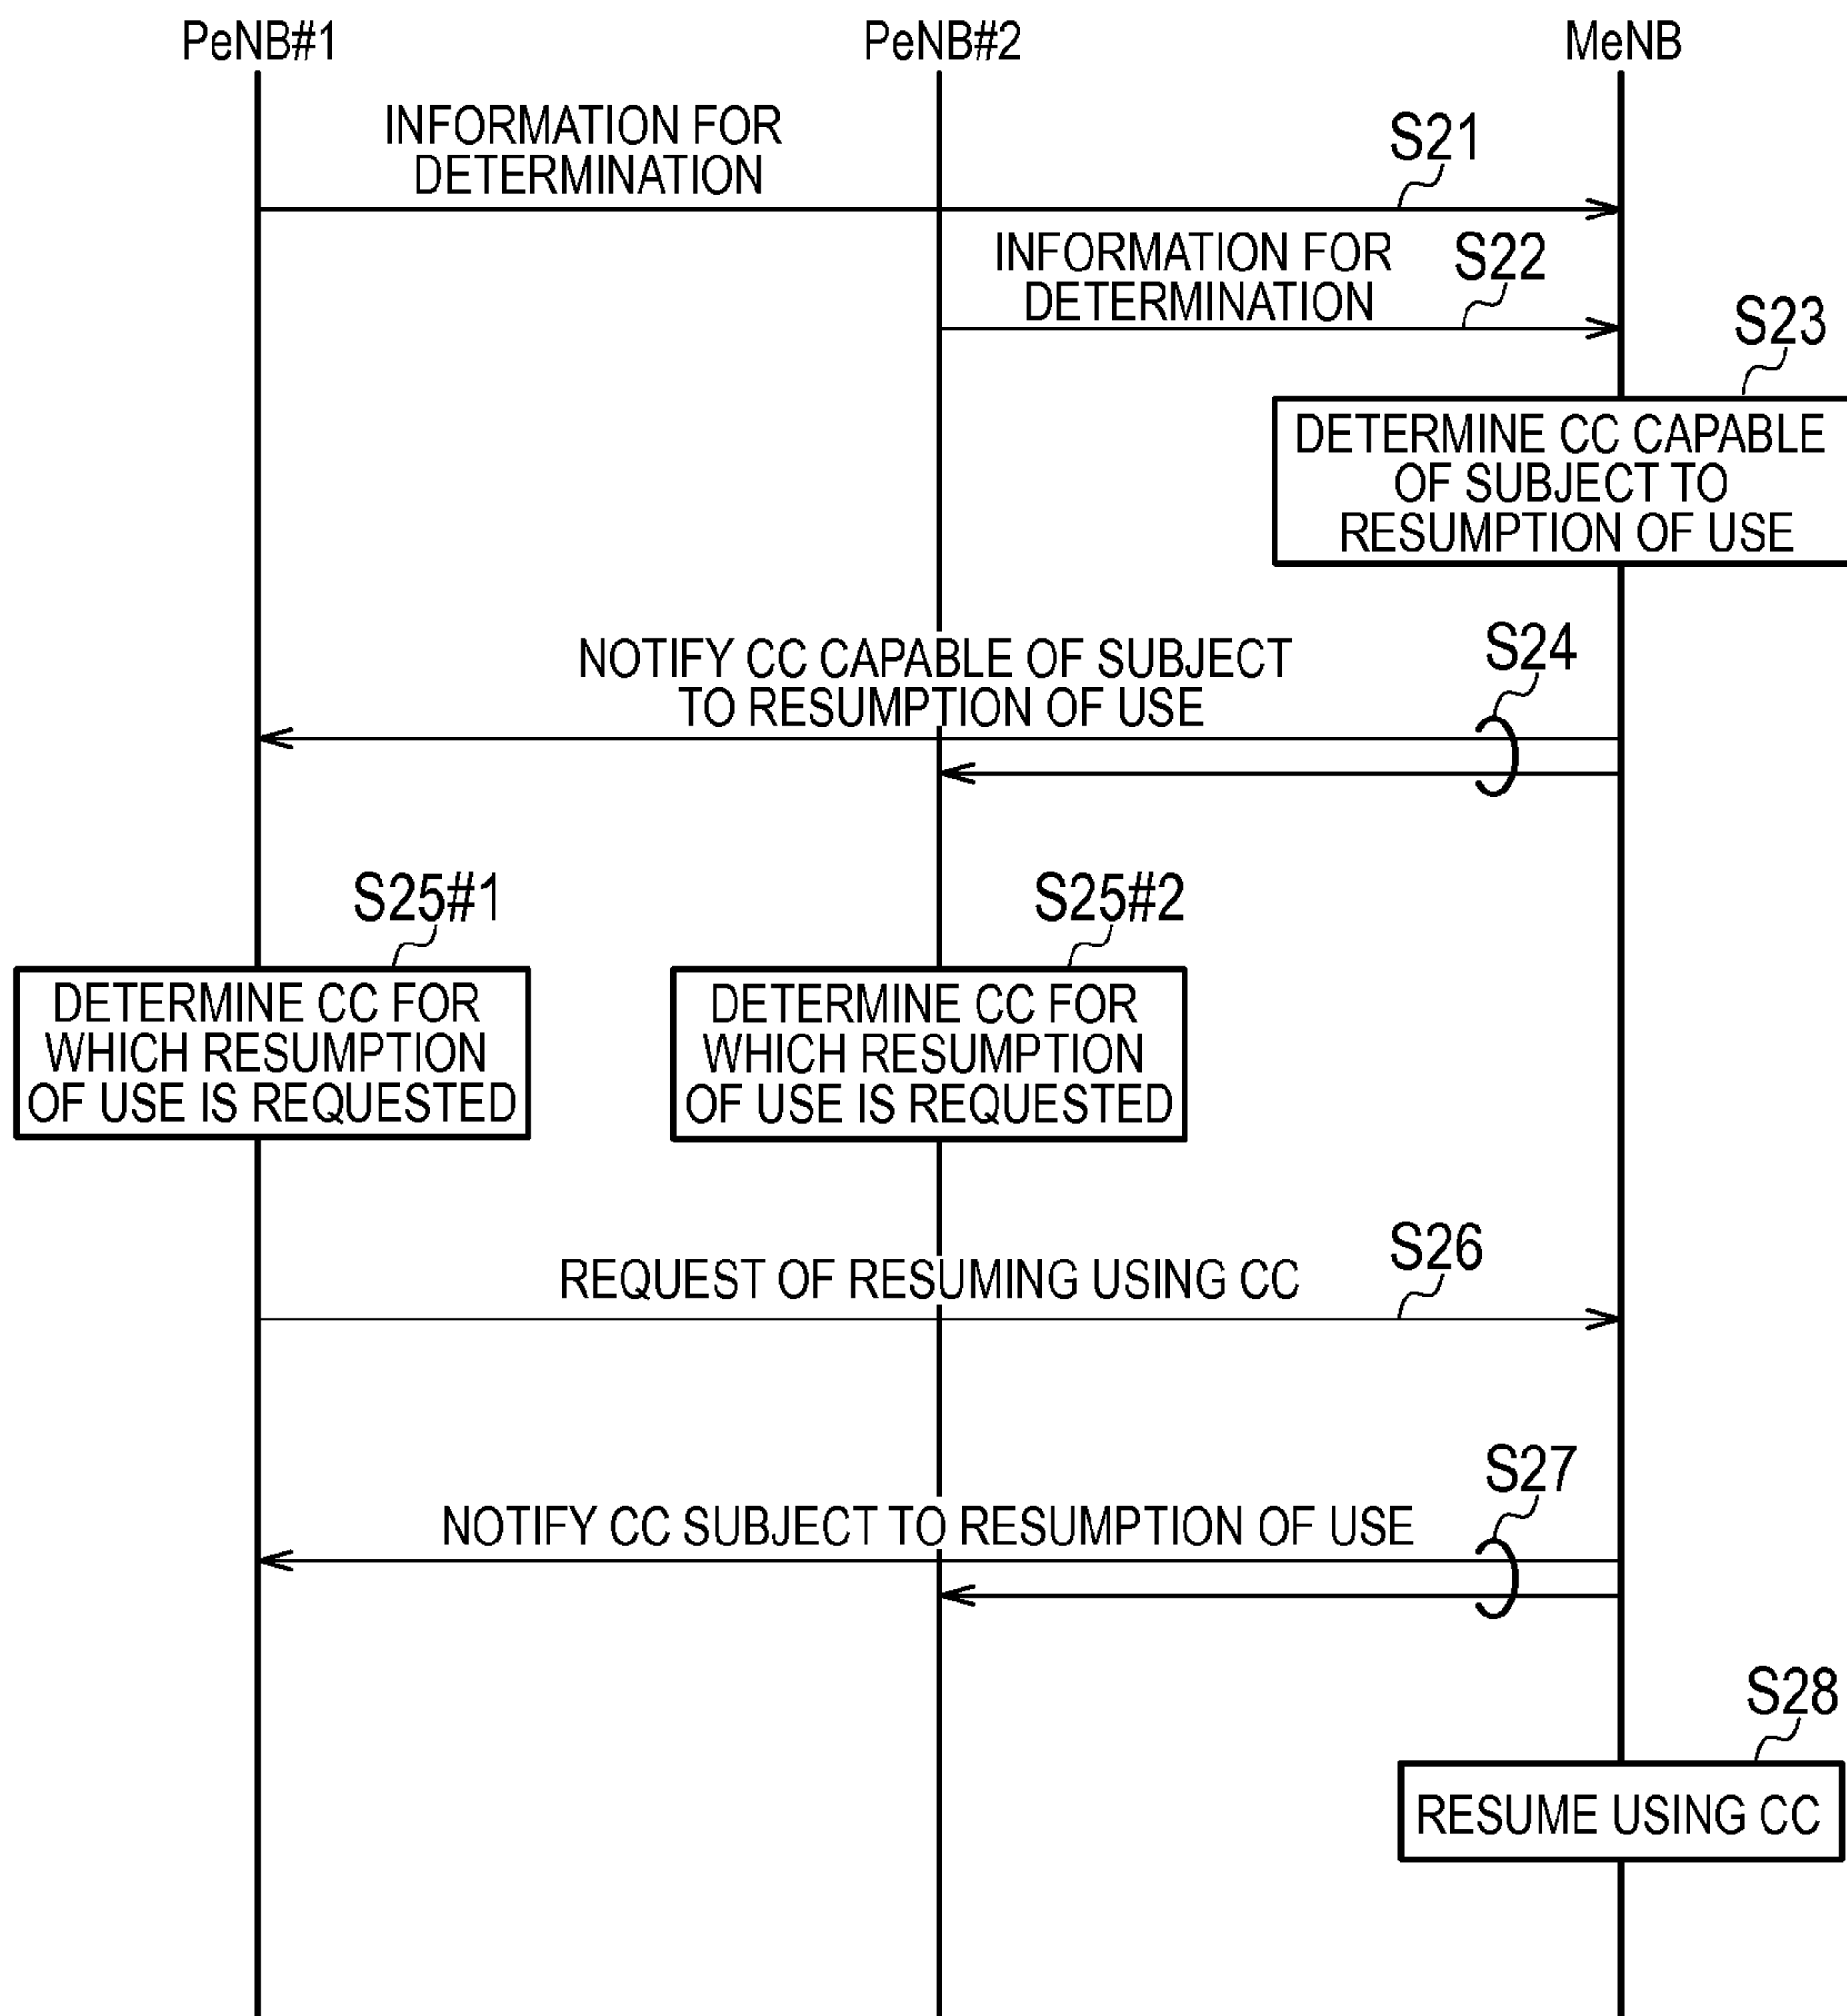 PeNB#1
PeNB#2
MeNB
INFORMATION FOR
DETERMINATION
S21
INFORMATION FOR
DETERMINATION
S22
S23
DETERMINE CC CAPABLE
OF SUBJECT TO
RESUMPTION OF USE
NOTIFY CC CAPABLE OF SUBJECT
TO RESUMPTION OF USE
S24
S25#1
S25#2
DETERMINE CC FOR
WHICH RESUMPTION
OF USE IS REQUESTED
DETERMINE CC FOR
WHICH RESUMPTION
OF USE IS REQUESTED
REQUEST OF RESUMING USING CC
S26
S27
NOTIFY CC SUBJECT TO RESUMPTION OF USE
S28
RESUME USING CC